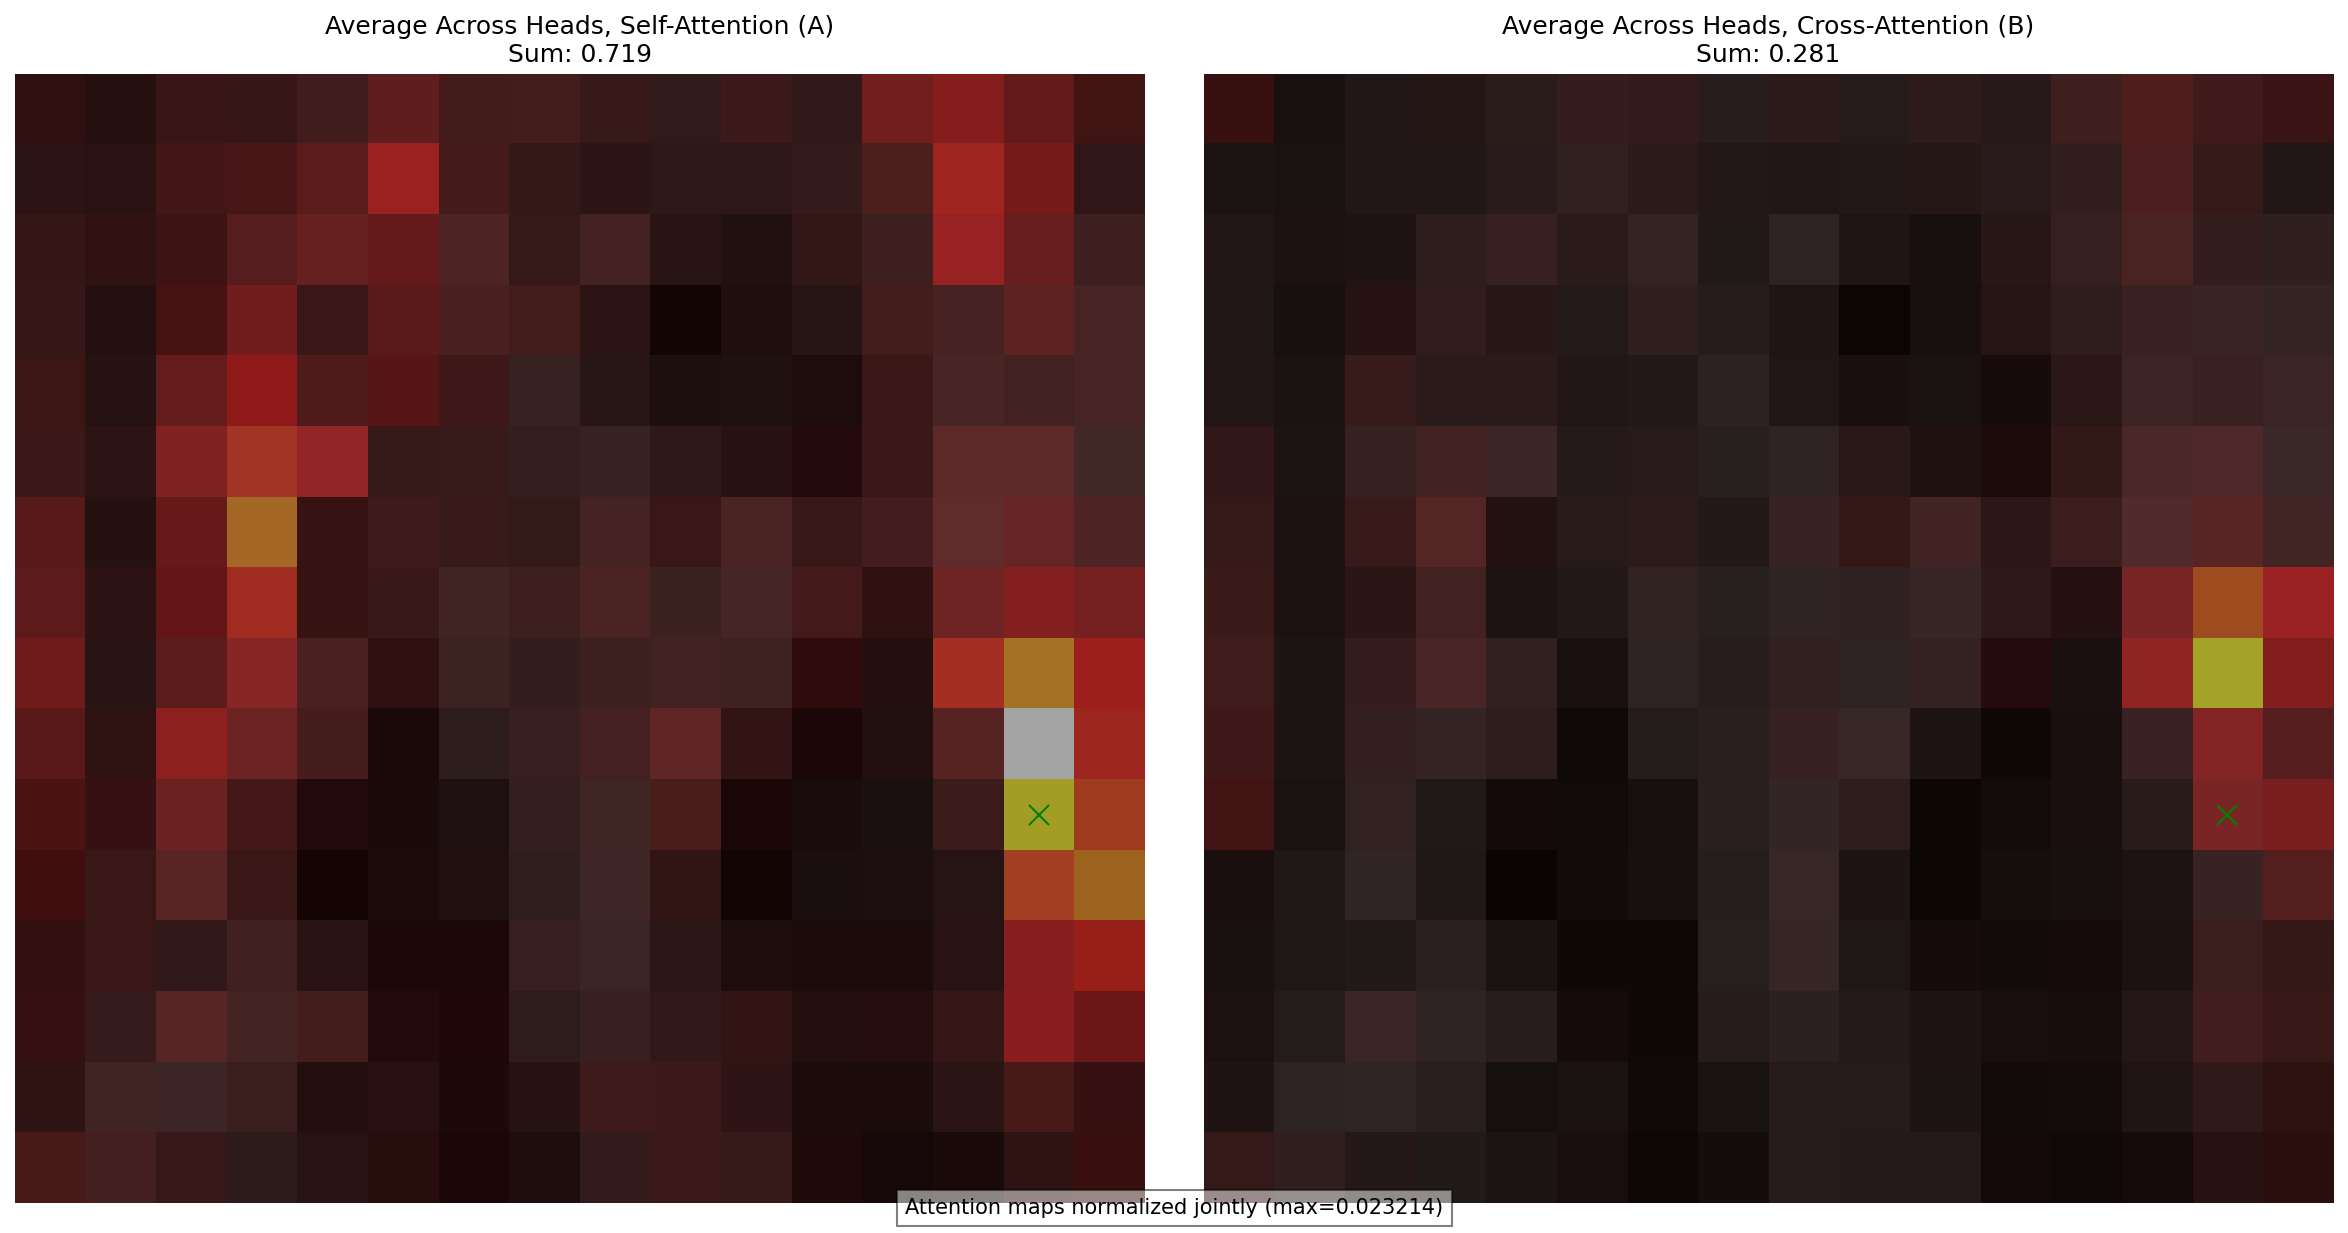 Average Across Heads, Self-Attention (A)
Sum: 0.719
Average Across Heads, Cross-Attention (B)
Sum: 0.281
Attention maps normalized jointly (max=0.023214)